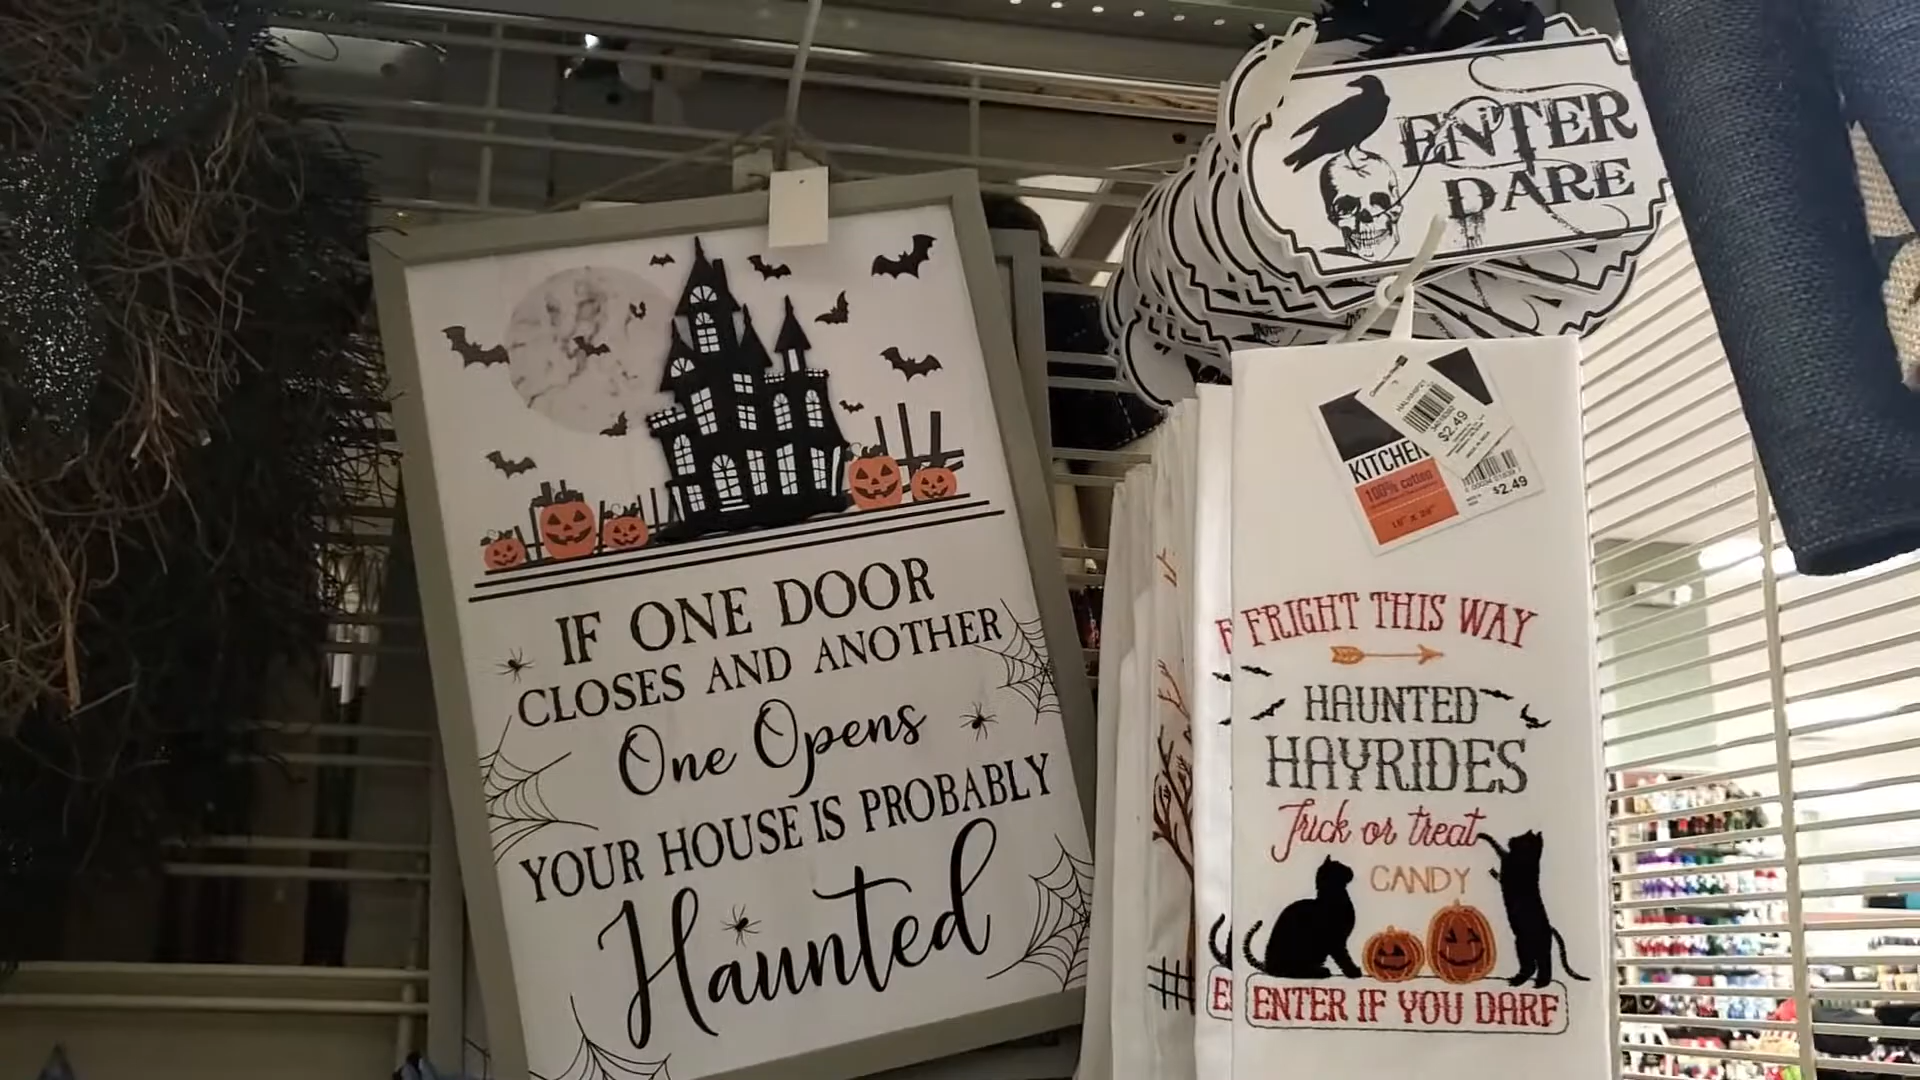 IF ONE DOOR
CLOSES AND ANOTHER
One Opens
YOUR HOUSE IS PROBABLY
Haunted
ENTER
DARE
KITCHEN
100% cotton
$2.49
$2.49
FRIGHT THIS WAY
HAUNTED
HAYRIDES
Trick or treat
CANDY
ENTER IF YOU DARE